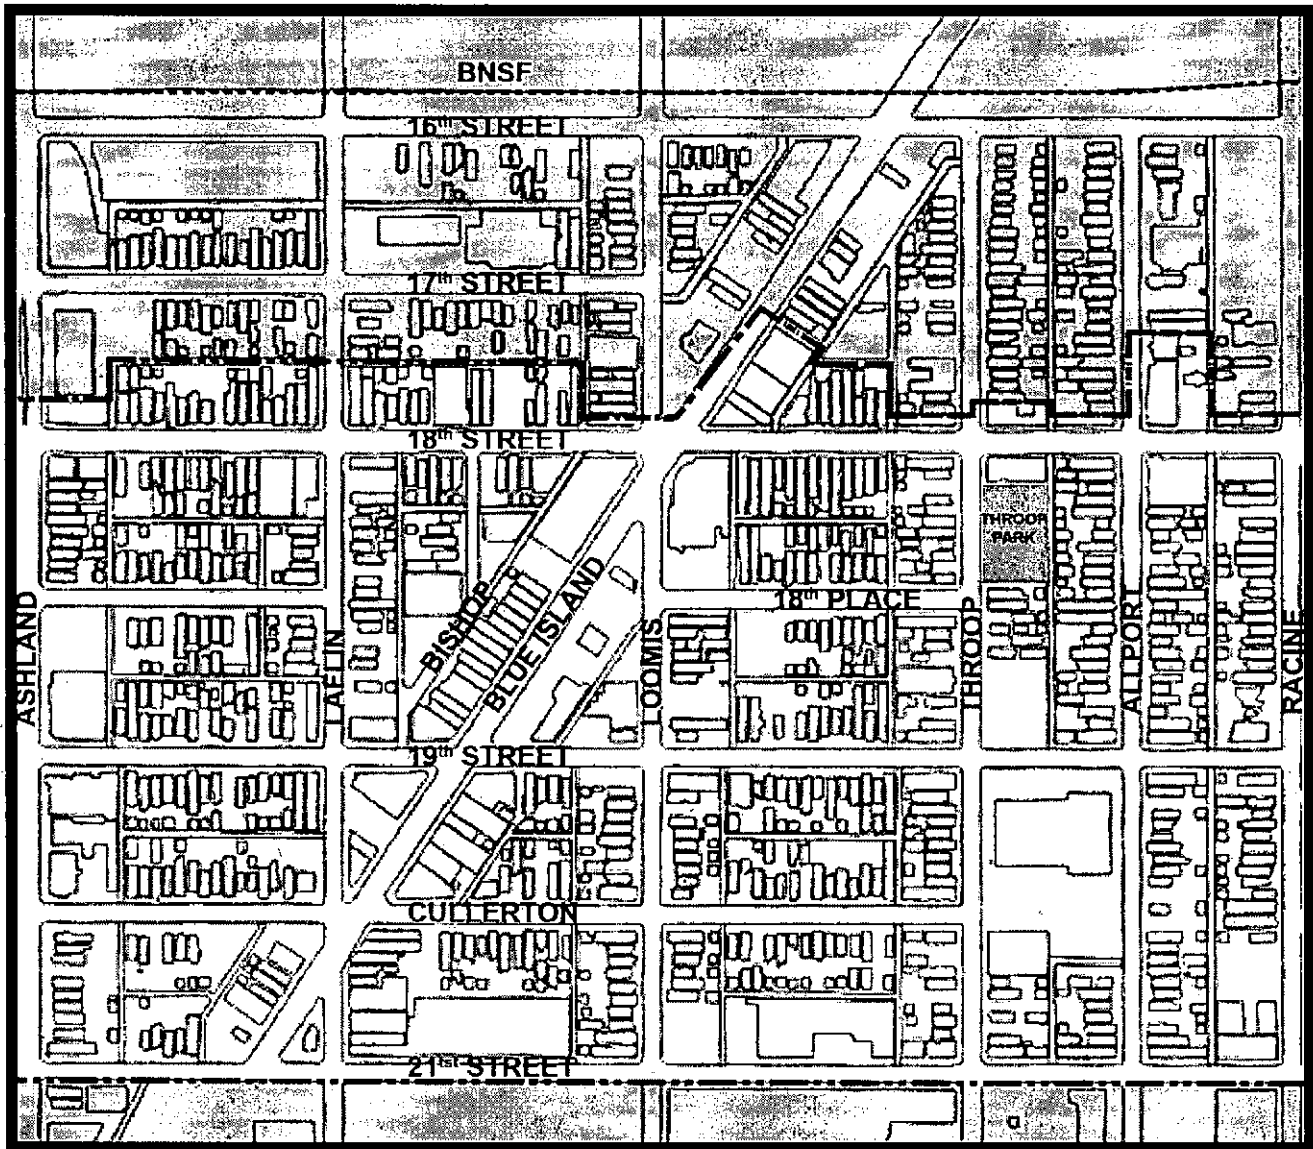 BNSF
16th STREET
17th STREET
18th STREET
THROOP
PARK
18th PLACE
ASHLAND
LAFLIN
BISHOP
BLUE ISLAND
LOOMIS
THROOP
ALLPORT
RACINE
19th STREET
CULLERTON
21st STREET